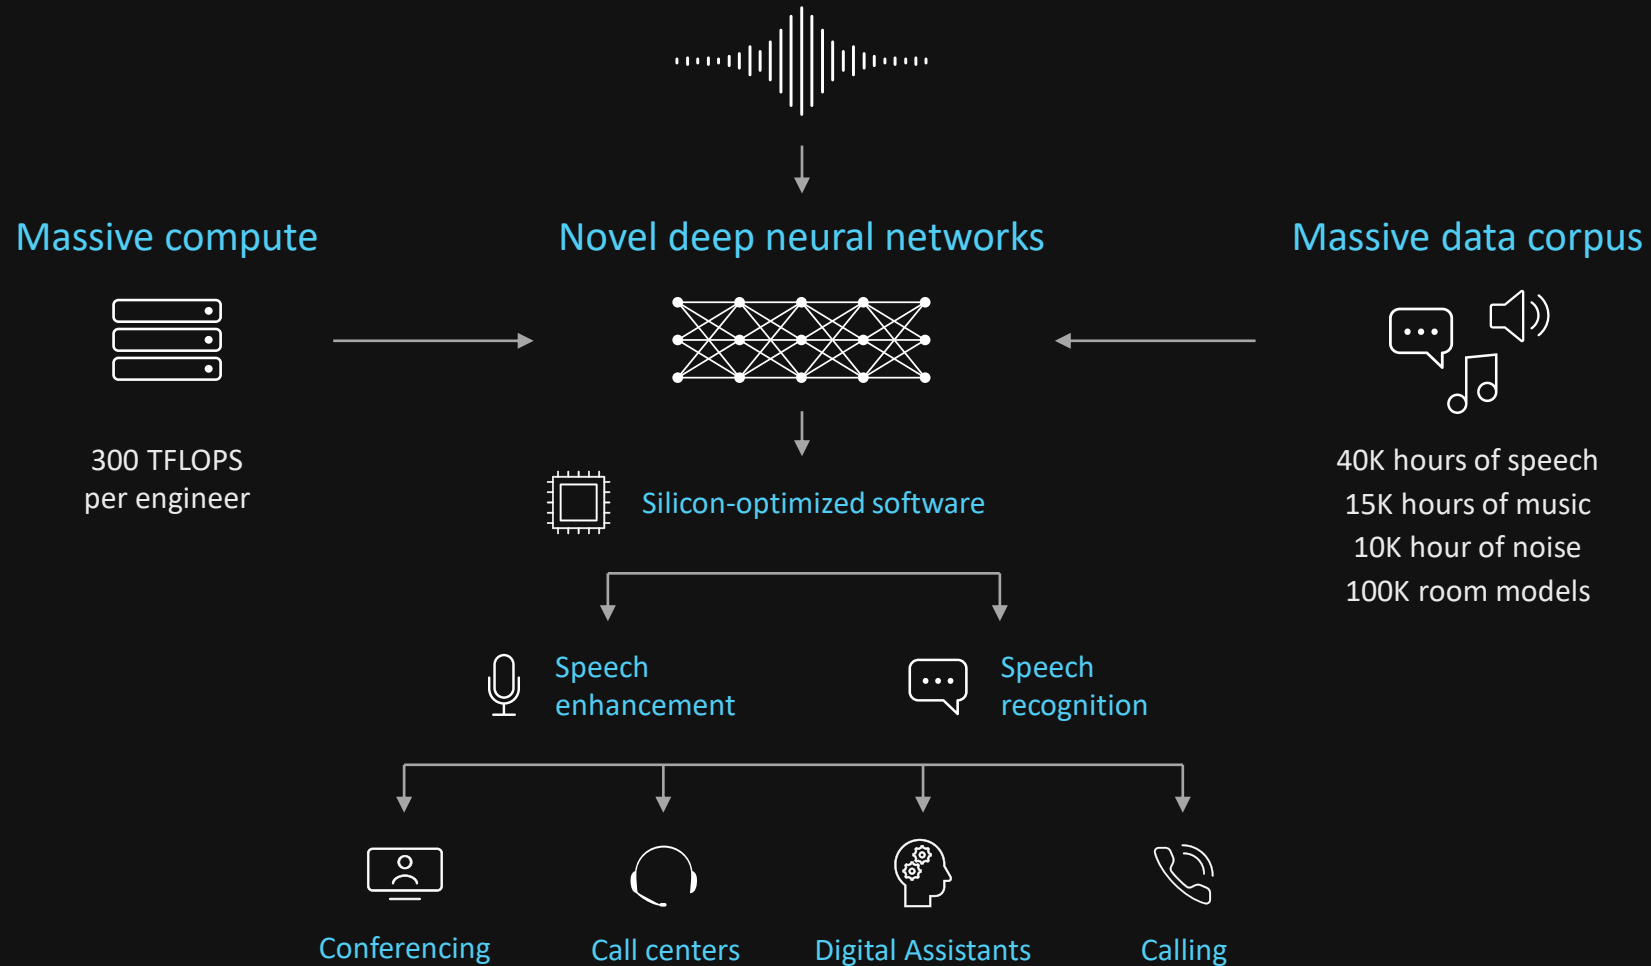 Massive compute
Novel deep neural networks
Massive data corpus
300 TFLOPS
per engineer
40K hours of speech
15K hours of music
10K hour of noise
100K room models
Silicon-optimized software
Speech
enhancement
Speech
recognition
Conferencing
Call centers
Digital Assistants
Calling